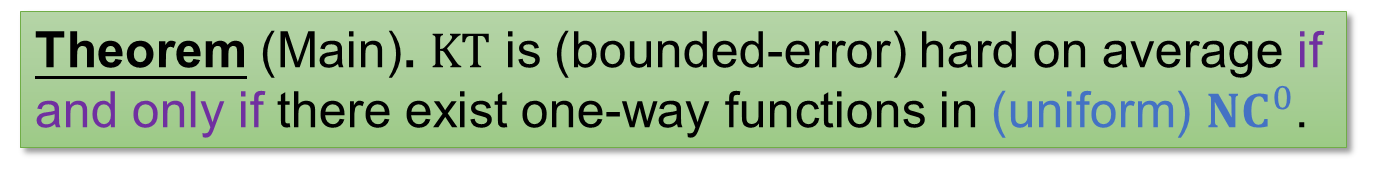 Theorem (Main). KT is (bounded-error) hard on average if
and only if there exist one-way functions in (uniform) NC⁰.